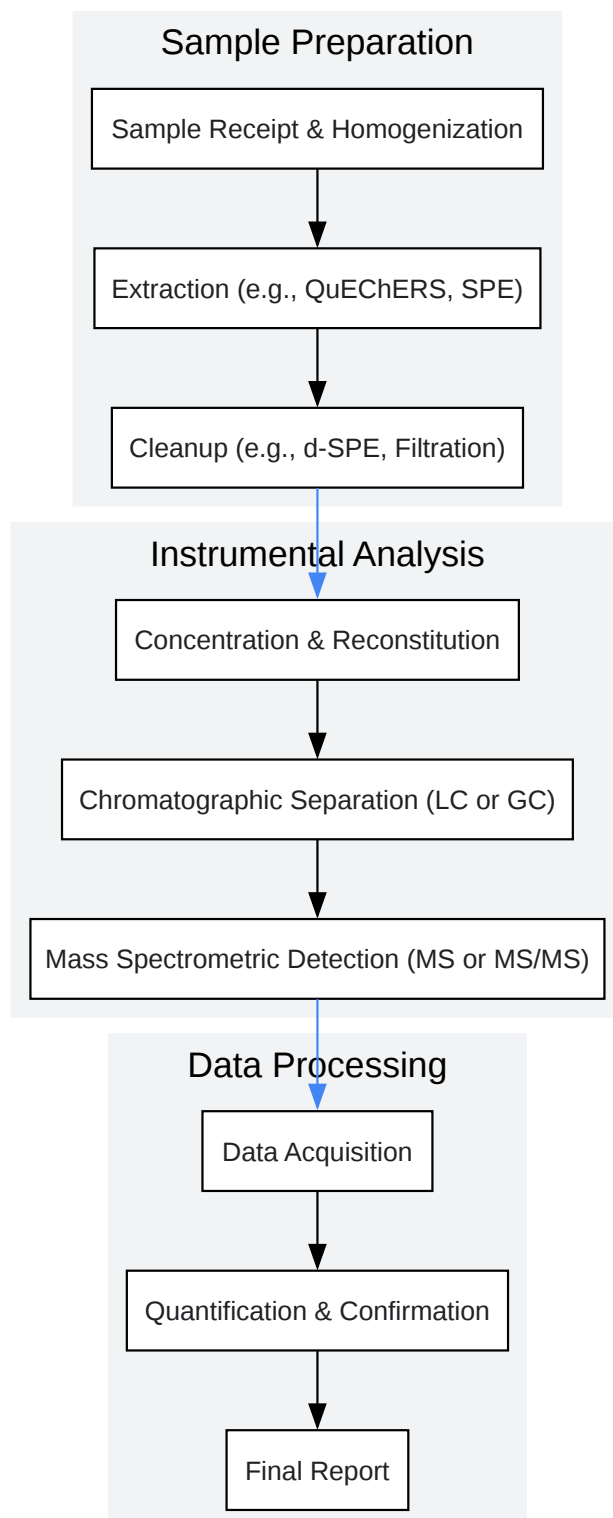 Sample Preparation
Sample Receipt & Homogenization
Extraction (e.g., QuEChERS, SPE)
Cleanup (e.g., d-SPE, Filtration)
Instrumental Analysis
Concentration & Reconstitution
Chromatographic Separation (LC or GC)
Mass Spectrometric Detection (MS or MS/MS)
Data Processing
Data Acquisition
Quantification & Confirmation
Final Report